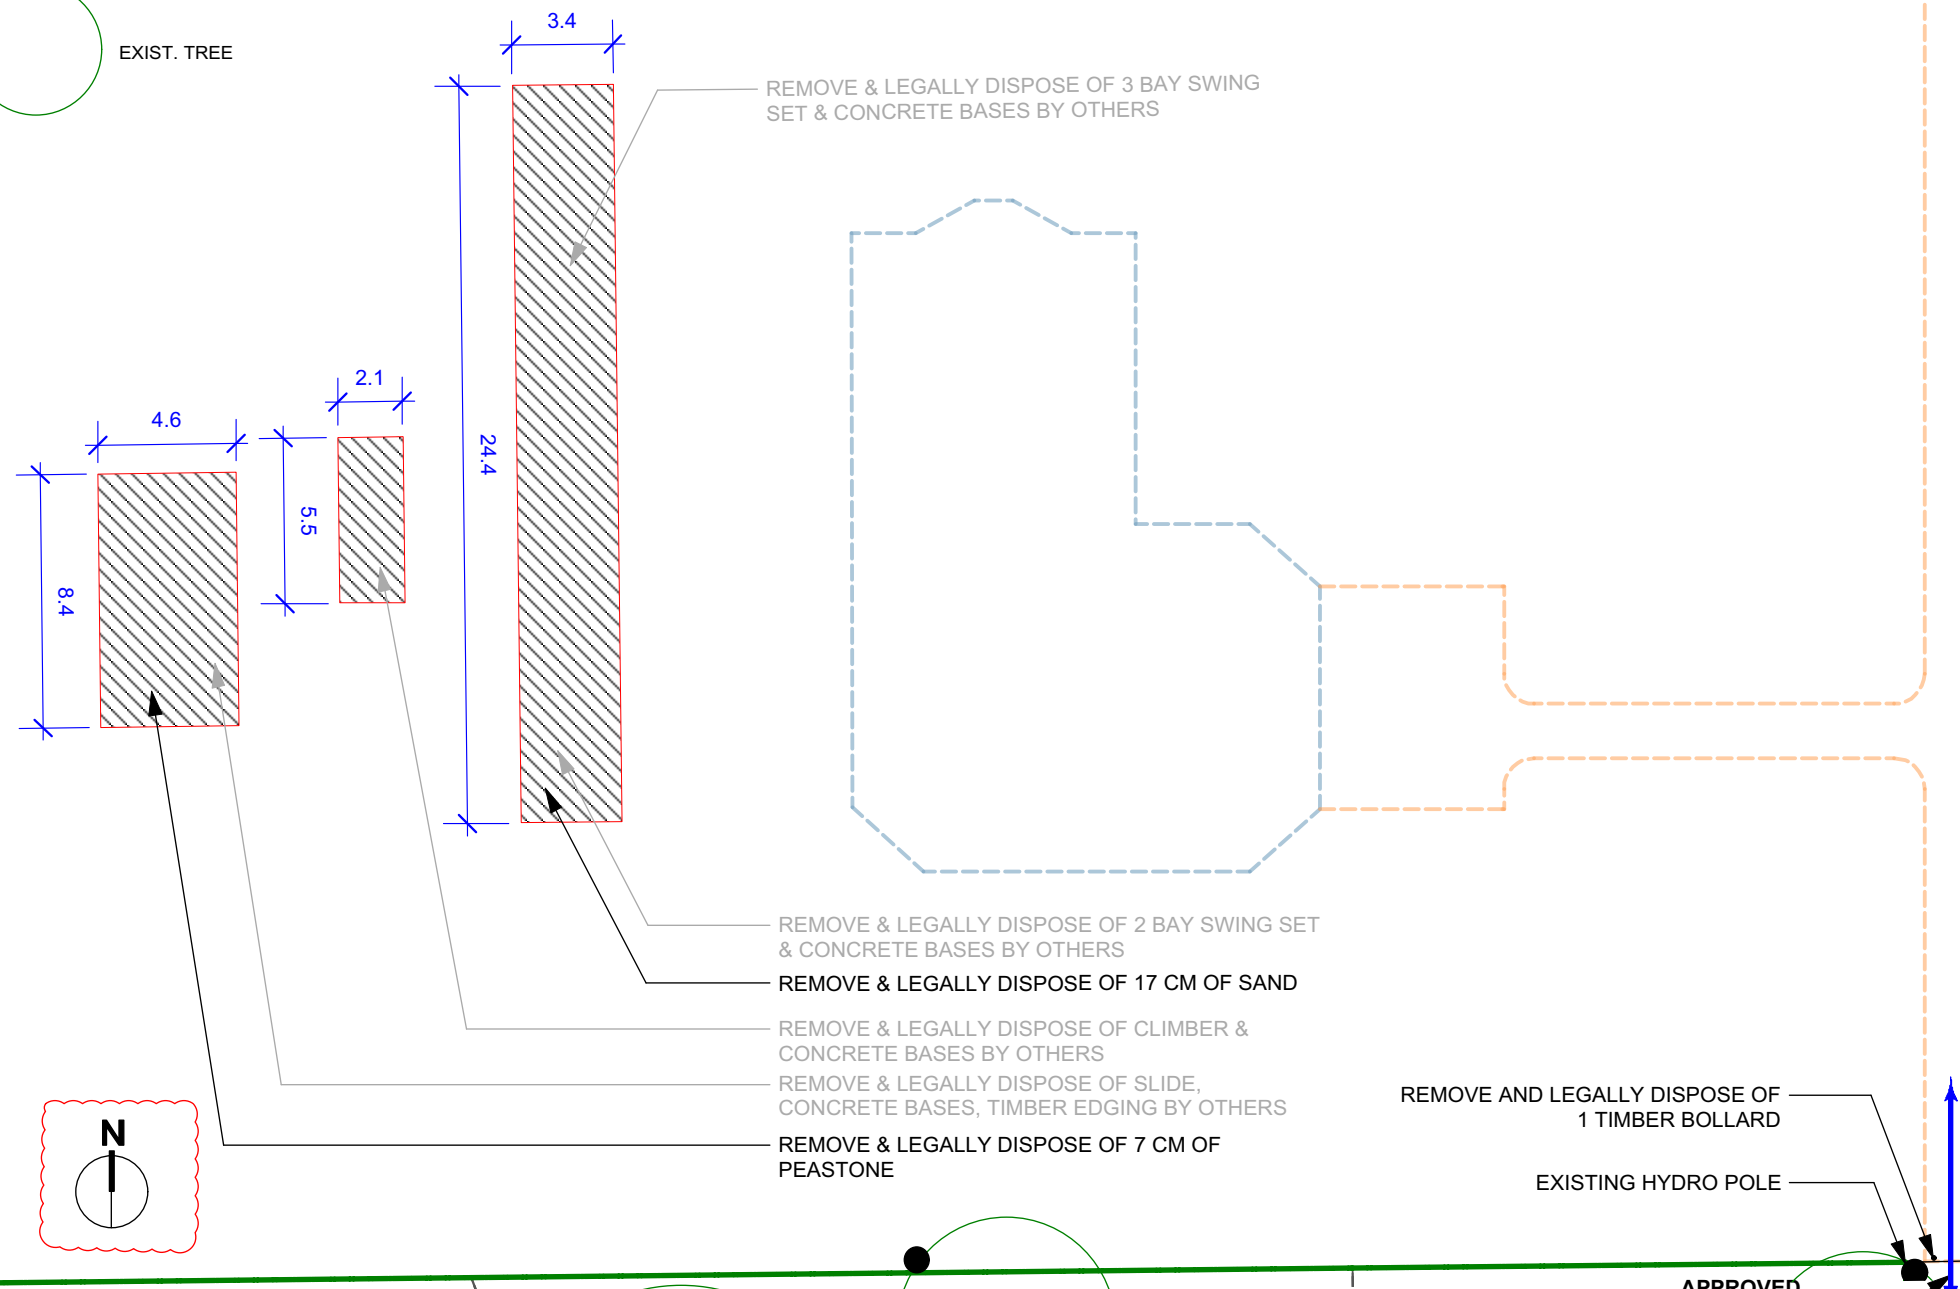 3.4
EXIST. TREE
REMOVE & LEGALLY DISPOSE OF 3 BAY SWING
SET & CONCRETE BASES BY OTHERS
2.1
4.6
24.4
5.5
8.4
REMOVE & LEGALLY DISPOSE OF 2 BAY SWING SET
& CONCRETE BASES BY OTHERS
REMOVE & LEGALLY DISPOSE OF 17 CM OF SAND
REMOVE & LEGALLY DISPOSE OF CLIMBER &
CONCRETE BASES BY OTHERS
REMOVE & LEGALLY DISPOSE OF SLIDE,
CONCRETE BASES, TIMBER EDGING BY OTHERS
REMOVE & LEGALLY DISPOSE OF 7 CM OF
PEASTONE
REMOVE AND LEGALLY DISPOSE OF
1 TIMBER BOLLARD
EXISTING HYDRO POLE
N
APPROVED